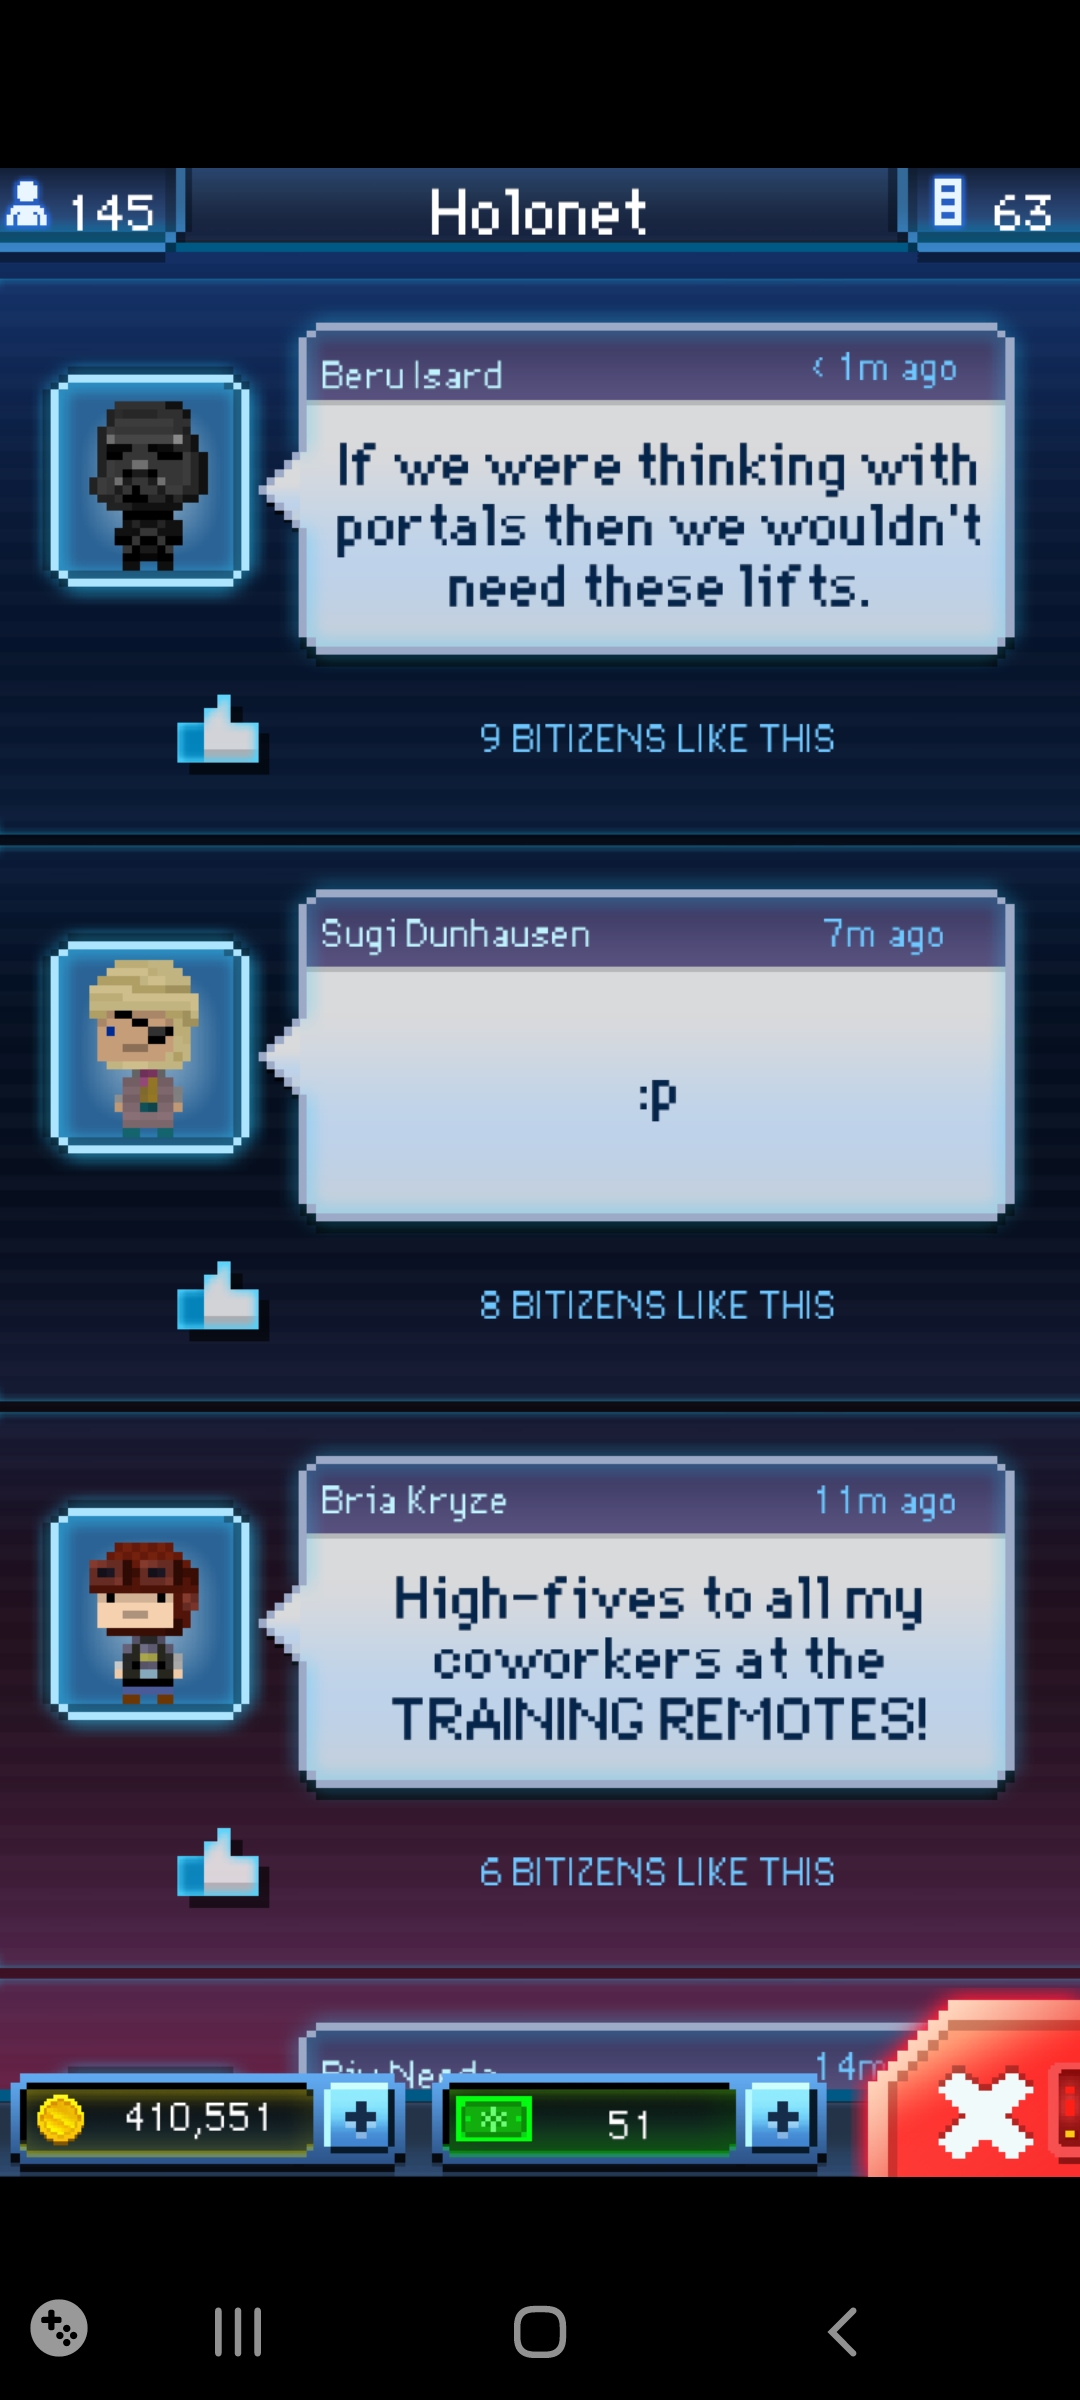 145
Holonet
63
Beru Isard
< 1m ago
If we were thinking with
portals then we wouldn't
need these lifts.
9 BITIZENS LIKE THIS
Sugi Dunhausen
7m ago
:p
8 BITIZENS LIKE THIS
Bria Kryze
11m ago
High-fives to all my
coworkers at the
TRAINING REMOTES!
6 BITIZENS LIKE THIS
14m
410,551
51